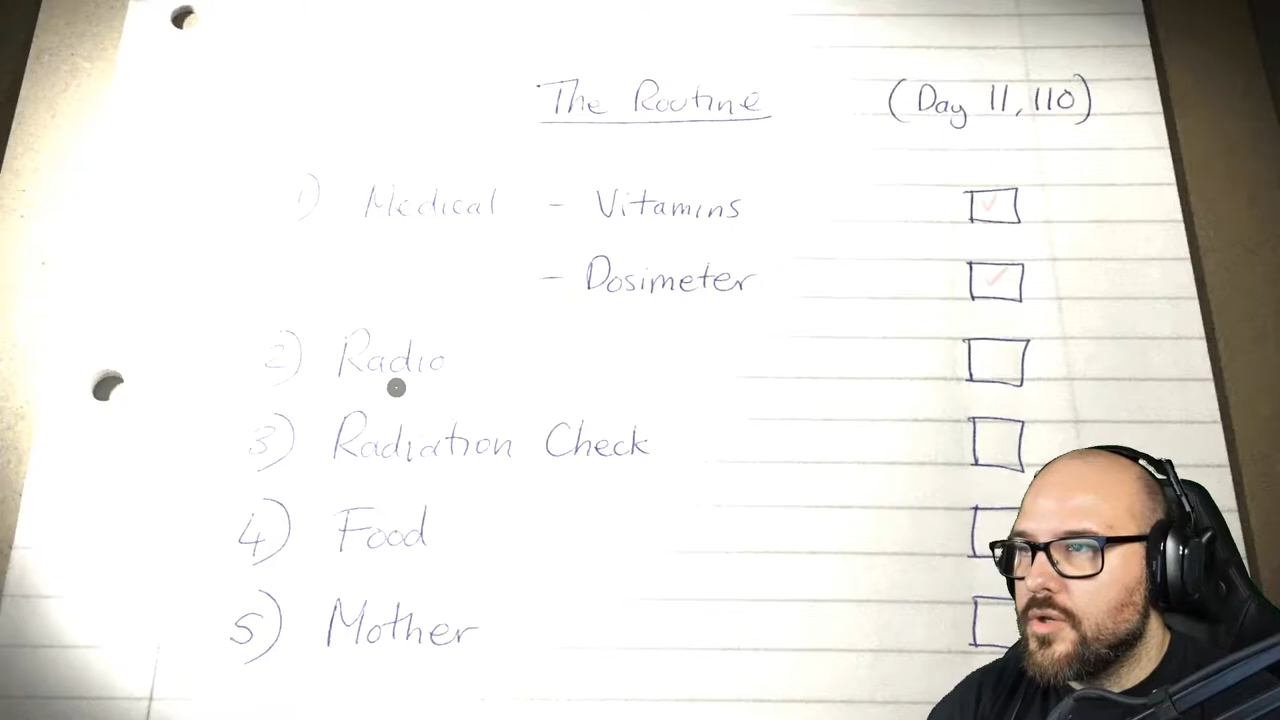 The Routine (Day 11,110)
1) Medical - Vitamins
- Dosimeter
2) Radio
3) Radiation Check
4) Food
5) Mother